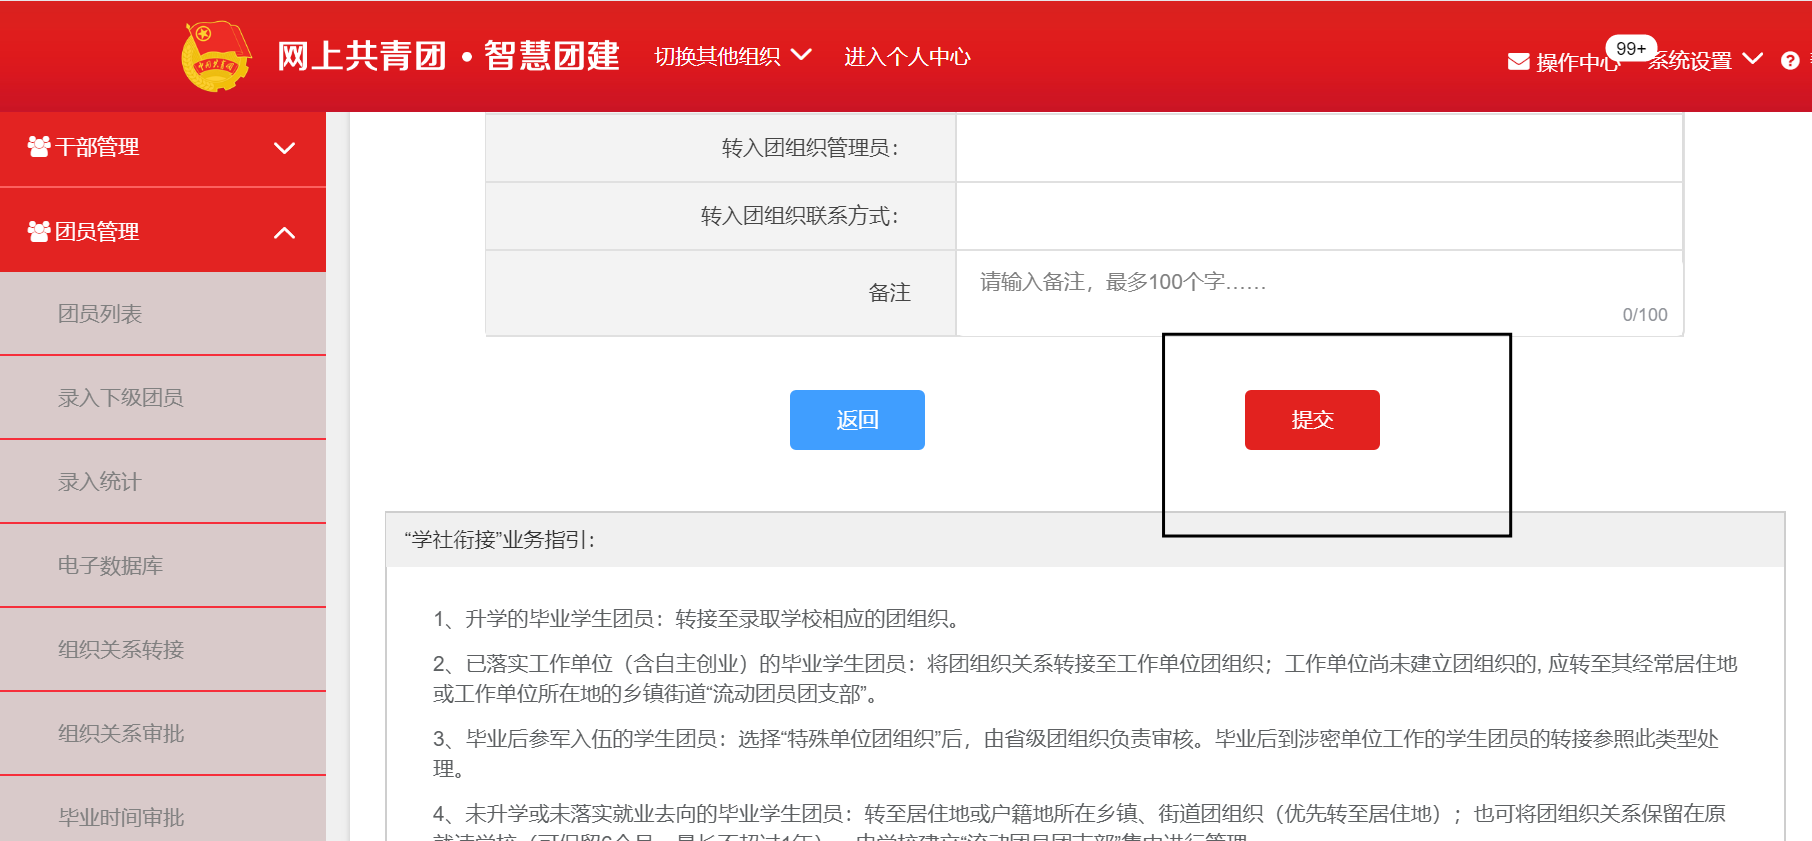 网上共青团·智慧团建
切换其他组织
进入个人中心
操作中心
99+
系统设置
干部管理
团员管理
团员列表
录入下级团员
录入统计
电子数据库
组织关系转接
组织关系审批
毕业时间审批
转入团组织管理员：
转入团组织联系方式：
备注
请输入备注，最多100个字……
0/100
返回
提交
“学社衔接”业务指引：
1、升学的毕业学生团员：转接至录取学校相应的团组织。
2、已落实工作单位（含自主创业）的毕业学生团员：将团组织关系转接至工作单位团组织；工作单位尚未建立团组织的, 应转至其经常居住地
或工作单位所在地的乡镇街道“流动团员团支部”。
3、毕业后参军入伍的学生团员：选择“特殊单位团组织”后，由省级团组织负责审核。毕业后到涉密单位工作的学生团员的转接参照此类型处
理。
4、未升学或未落实就业去向的毕业学生团员：转至居住地或户籍地所在乡镇、街道团组织（优先转至居住地）；也可将团组织关系保留在原